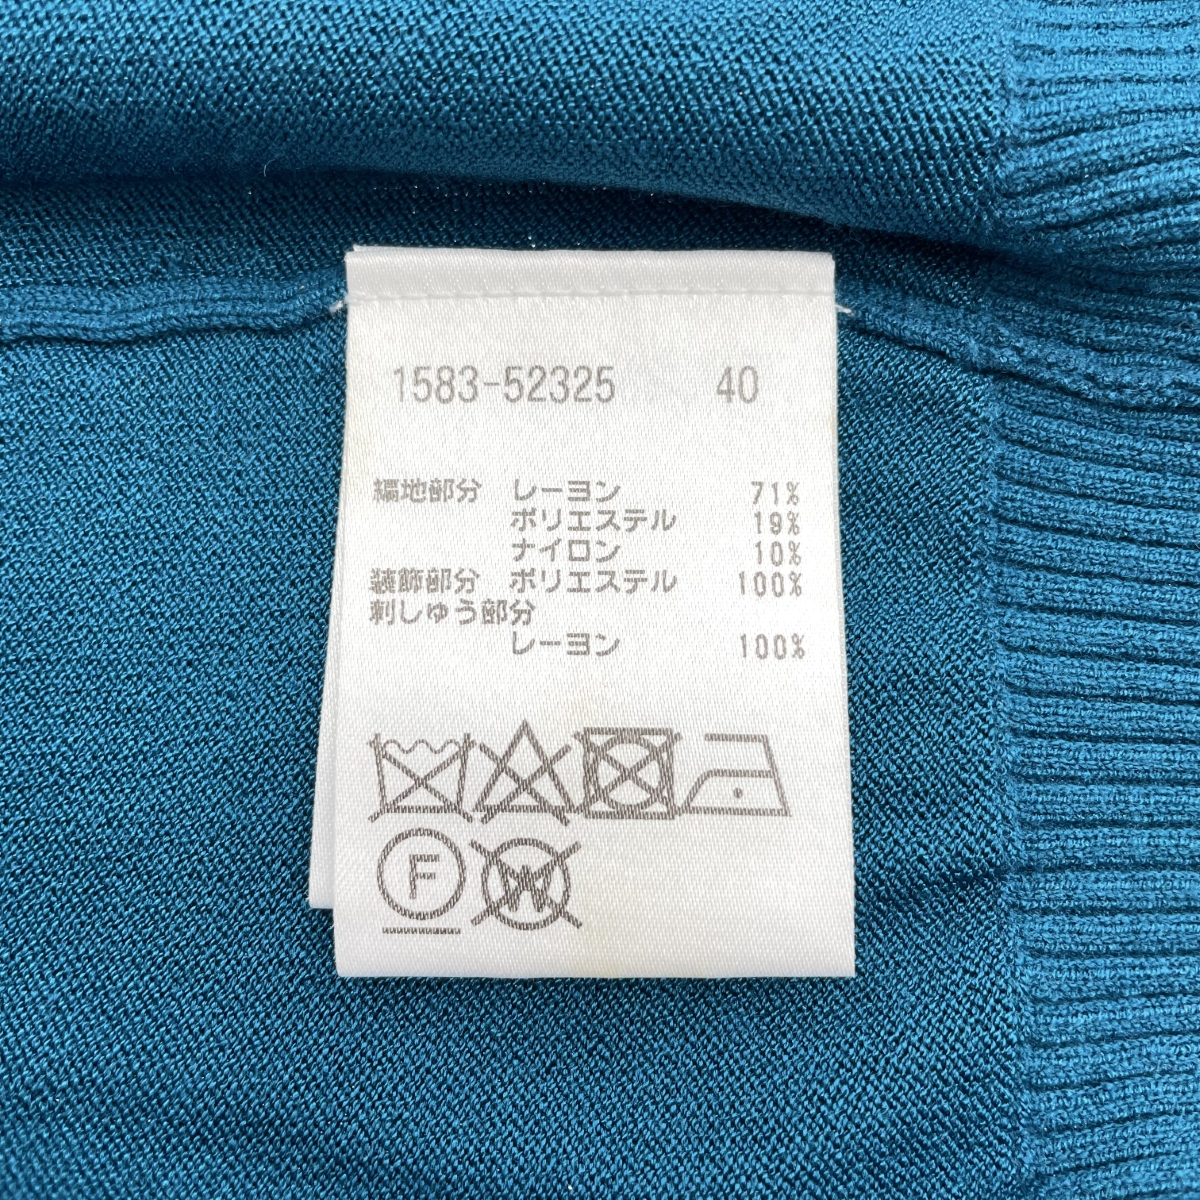 1583-52325 40
編地部分 レーヨン 71%
ポリエステル 19%
ナイロン 10%
装飾部分 ポリエステル 100%
刺しゅう部分
レーヨン 100%
F W